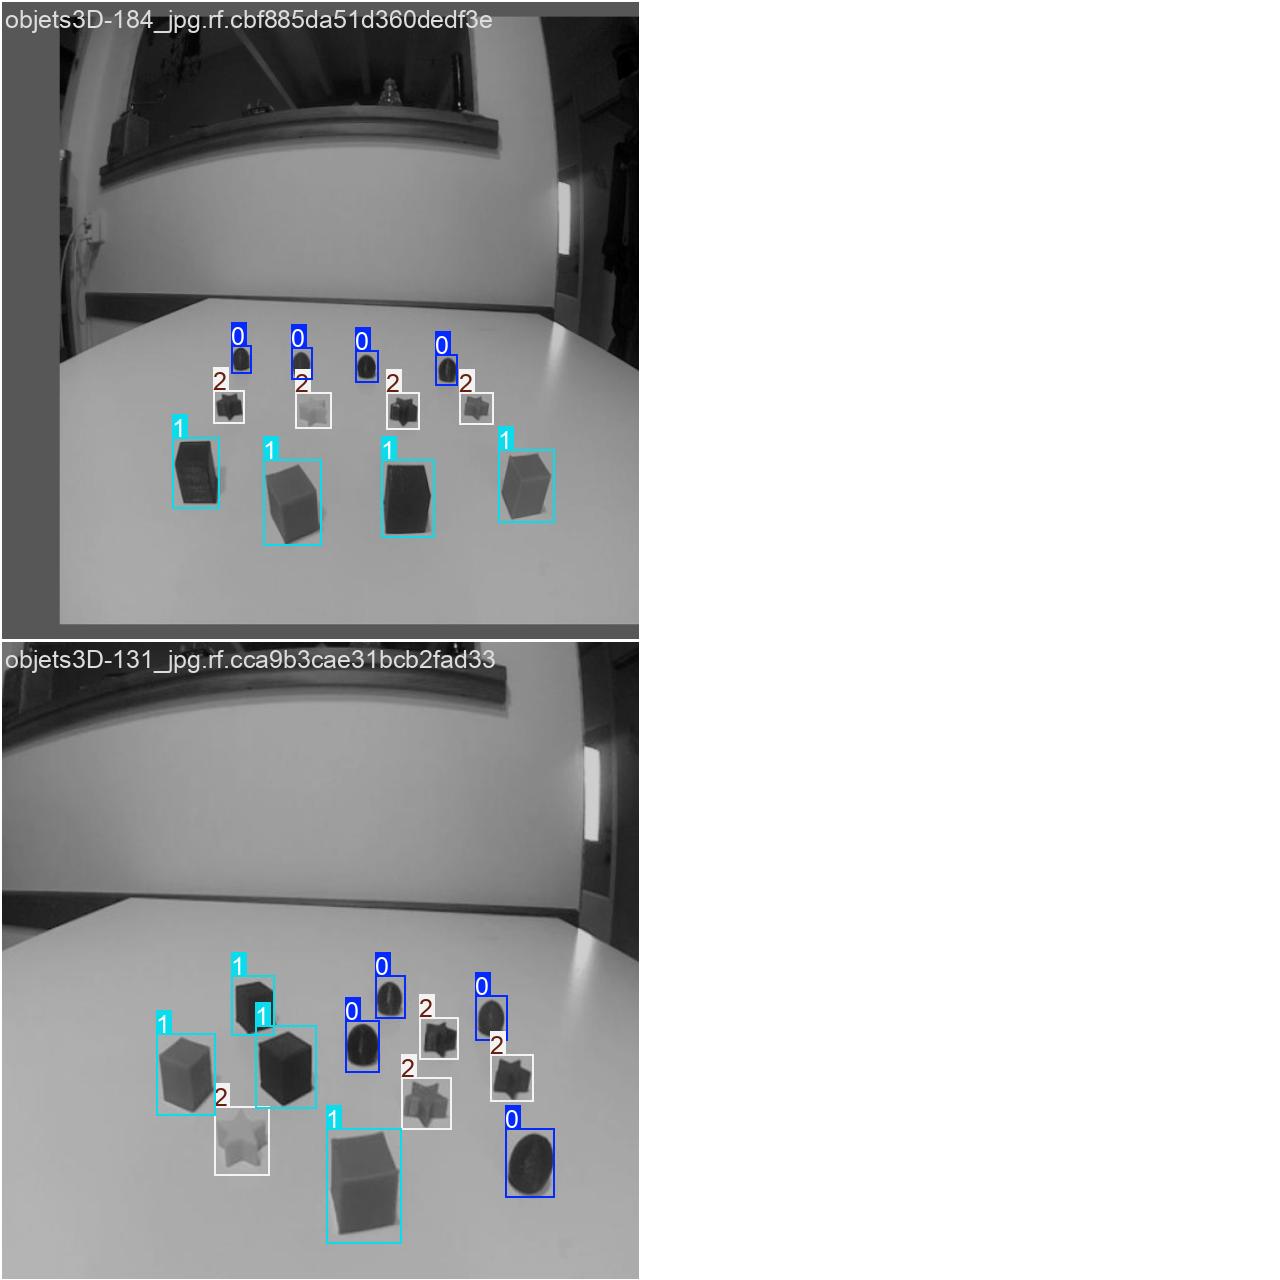 objets3D-184_jpg.rf.cbf885da51d360dedf3e
0 0 0 0
2 2 2 2
1 1 1 1
objets3D-131_jpg.rf.cca9b3cae31bcb2fad33
1 0 0
0 2
1 1 2
2 2
1 0